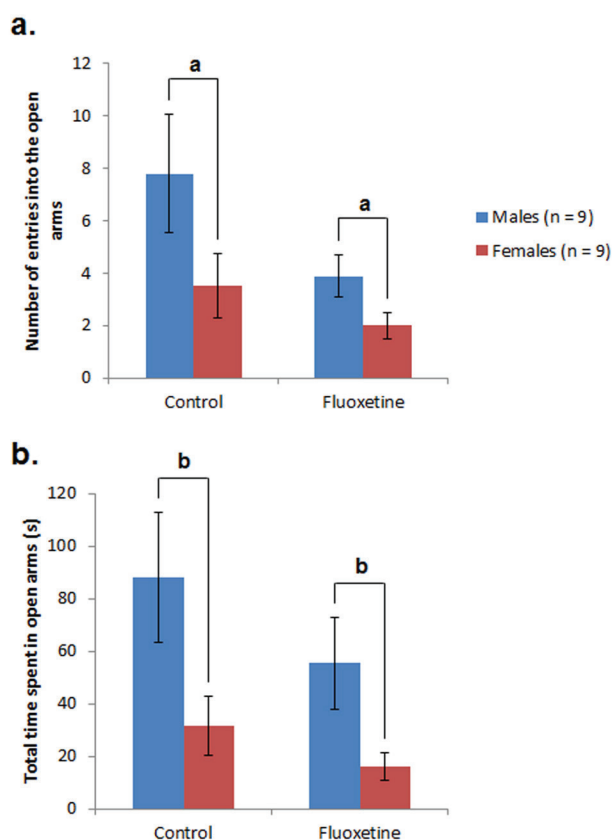 a.
Number of entries into the open
arms
12
10
8
6
4
2
0
a
a
Control
Fluoxetine
Males (n = 9)
Females (n = 9)
b.
Total time spent in open arms (s)
120
100
80
60
40
20
0
b
b
Control
Fluoxetine